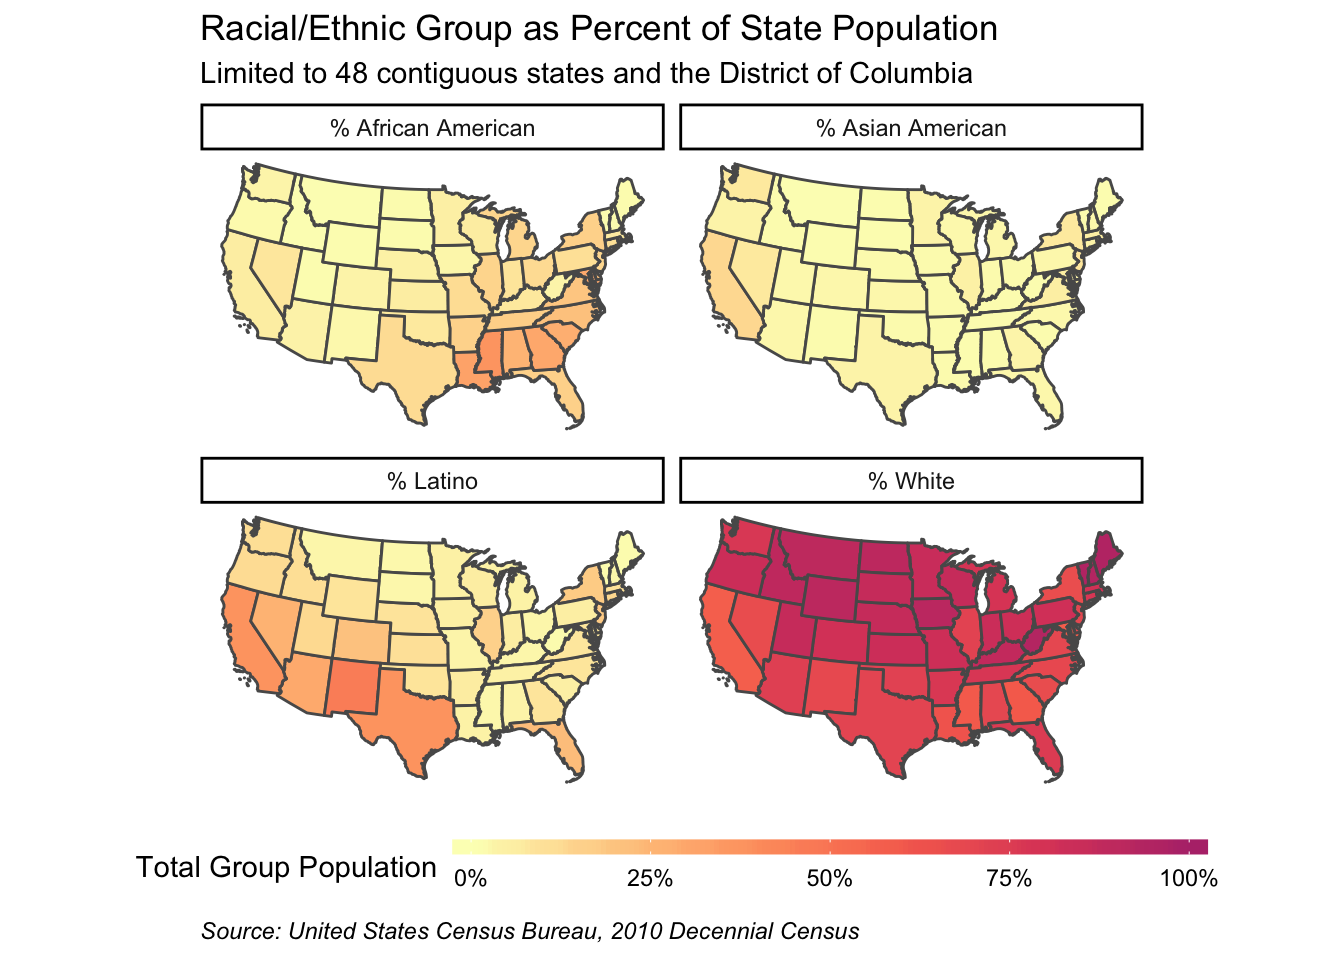 Racial/Ethnic Group as Percent of State Population
Limited to 48 contiguous states and the District of Columbia
% African American
% Asian American
% Latino
% White
Total Group Population
0% 25% 50% 75% 100%
Source: United States Census Bureau, 2010 Decennial Census